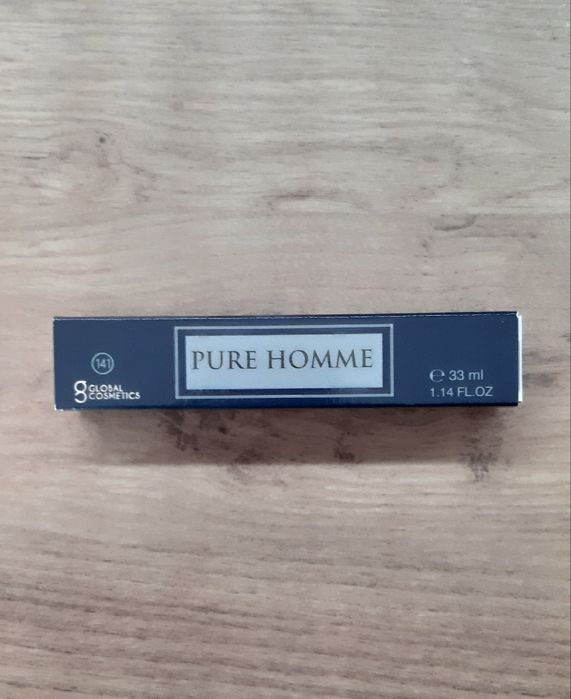 141
GLOBAL
COSMETICS
PURE HOMME
℮ 33 ml
1.14 FL.OZ